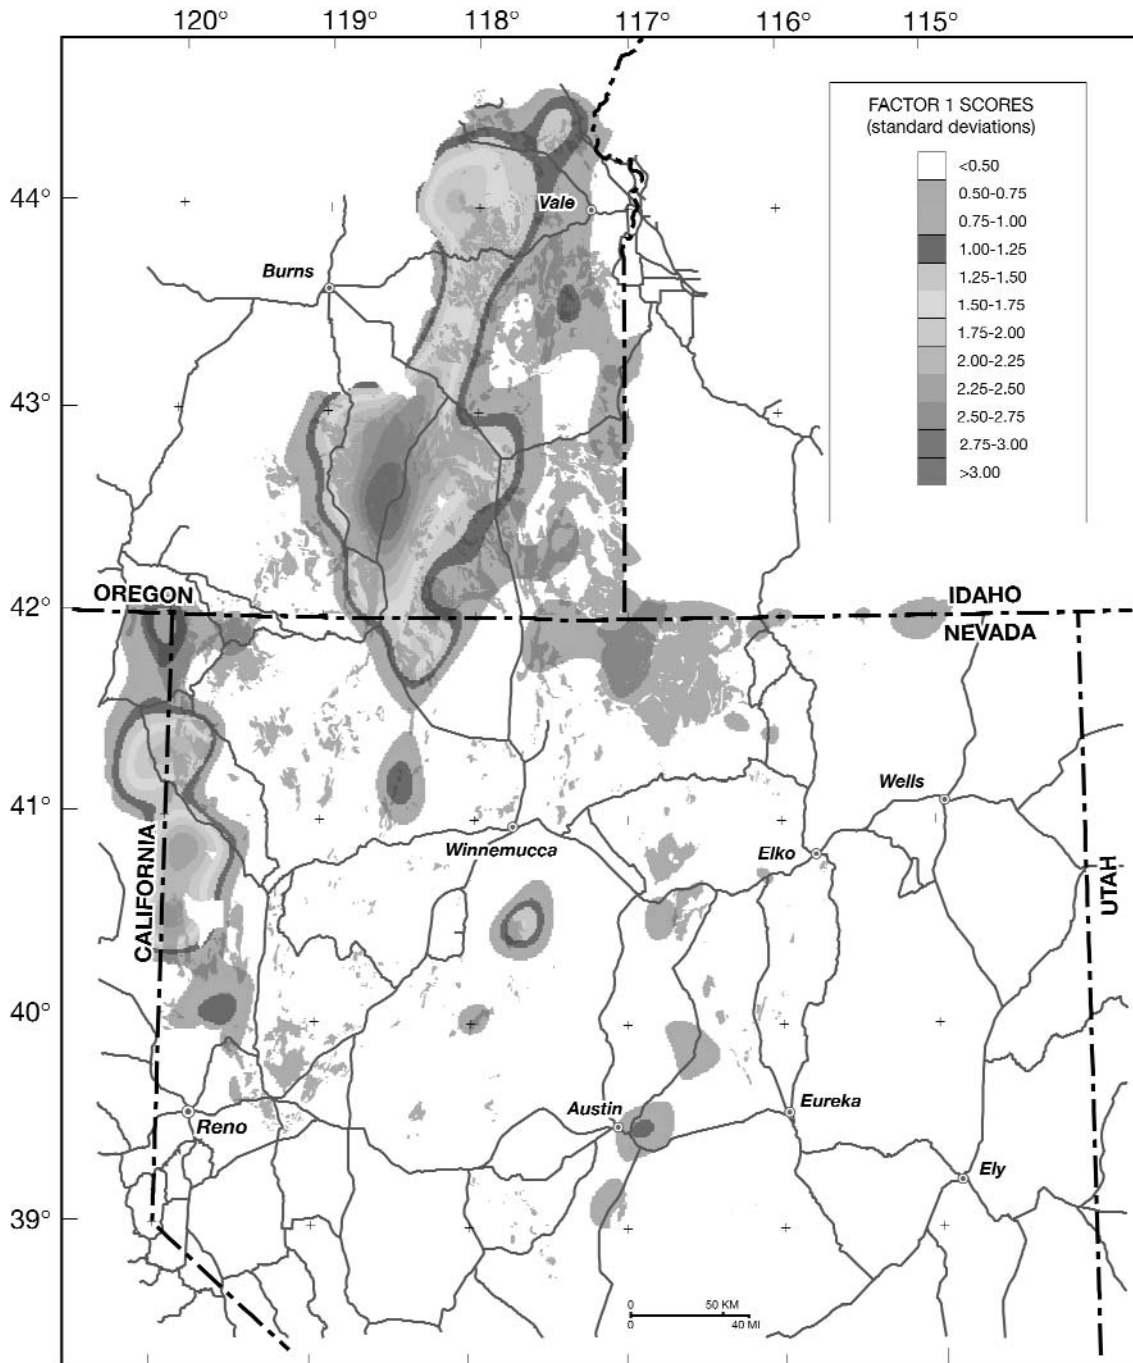 120° 119° 118° 117° 116° 115°
FACTOR 1 SCORES
(standard deviations)
<0.50
0.50-0.75
0.75-1.00
1.00-1.25
1.25-1.50
1.50-1.75
1.75-2.00
2.00-2.25
2.25-2.50
2.50-2.75
2.75-3.00
>3.00
44°
Vale
Burns
43°
42°
OREGON
IDAHO
NEVADA
41°
Wells
CALIFORNIA
Winnemucca
Elko
UTAH
40°
Reno
Austin
Eureka
Ely
39°
0 50 KM
0 40 MI